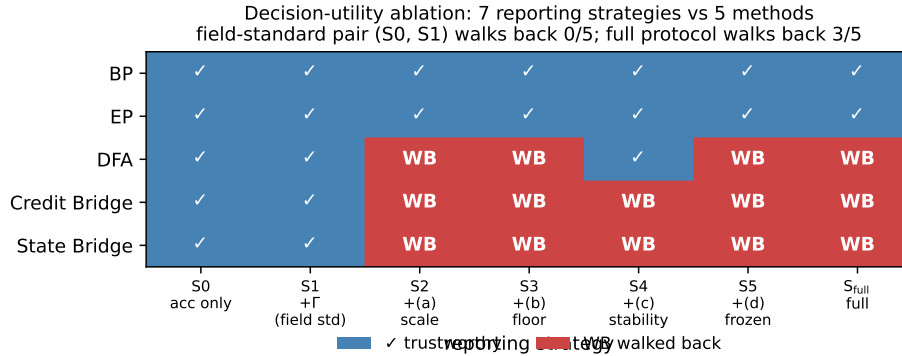 Decision-utility ablation: 7 reporting strategies vs 5 methods
field-standard pair (S0, S1) walks back 0/5; full protocol walks back 3/5
BP ✓ ✓ ✓ ✓ ✓ ✓ ✓
EP ✓ ✓ ✓ ✓ ✓ ✓ ✓
DFA ✓ ✓ WB WB ✓ WB WB
Credit Bridge ✓ ✓ WB WB WB WB WB
State Bridge ✓ ✓ WB WB WB WB WB
S0 S1 S2 S3 S4 S5 S_full
acc only +Γ +(a) +(b) +(c) +(d) full
(field std) scale floor stability frozen
reporting strategy
✓ trustworthy WB walked back